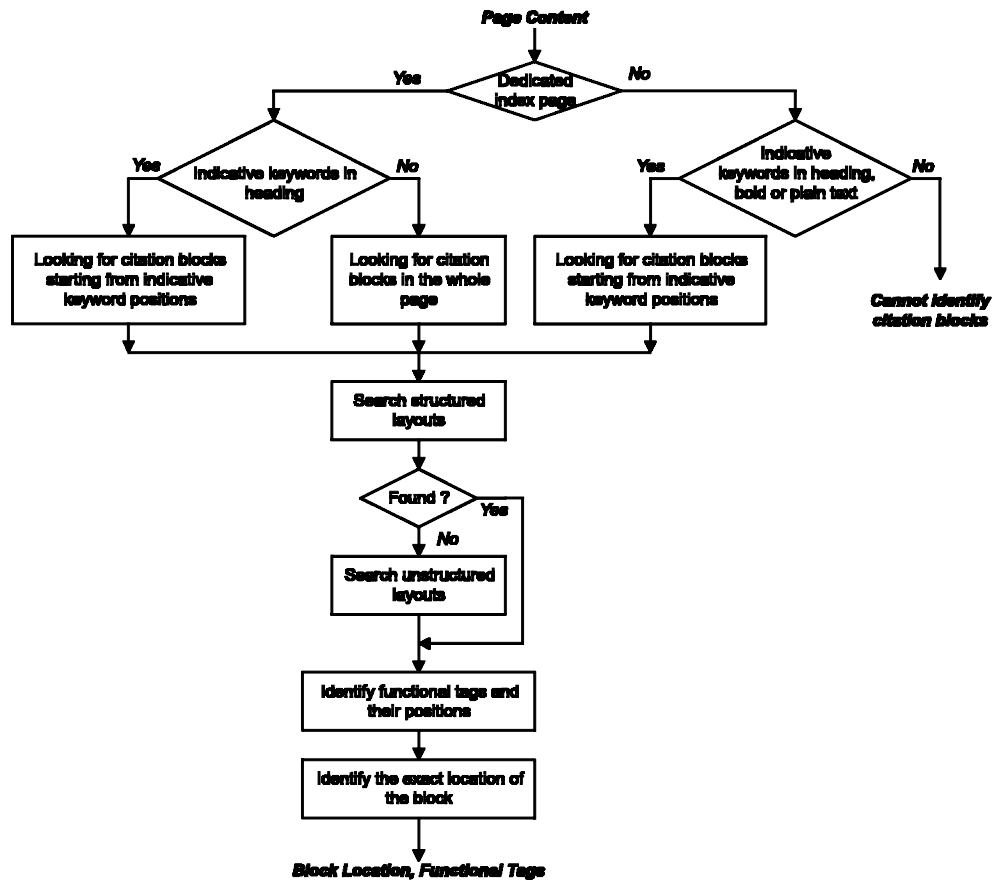 Page Content
Yes
Dedicated
index page
No
Yes
Indicative keywords in
heading
No
Yes
Indicative
keywords in heading,
bold or plain text
No
Looking for citation blocks
starting from indicative
keyword positions
Looking for citation
blocks in the whole
page
Looking for citation blocks
starting from indicative
keyword positions
Cannot identify
citation blocks
Search structured
layouts
Found ?
Yes
No
Search unstructured
layouts
Identify functional tags and
their positions
Identify the exact location of
the block
Block Location, Functional Tags